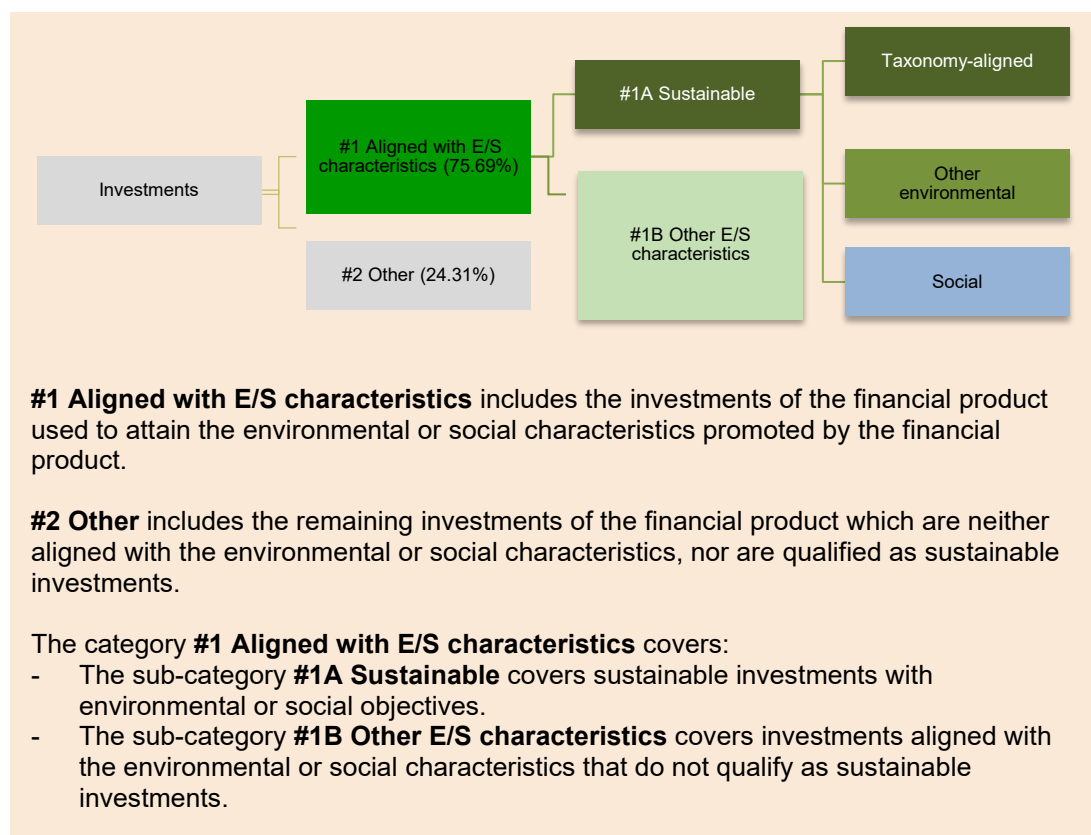 Investments
#1 Aligned with E/S
characteristics (75.69%)
#2 Other (24.31%)
#1A Sustainable
#1B Other E/S
characteristics
Taxonomy-aligned
Other
environmental
Social
#1 Aligned with E/S characteristics includes the investments of the financial product
used to attain the environmental or social characteristics promoted by the financial
product.
#2 Other includes the remaining investments of the financial product which are neither
aligned with the environmental or social characteristics, nor are qualified as sustainable
investments.
The category #1 Aligned with E/S characteristics covers:
- The sub-category #1A Sustainable covers sustainable investments with
environmental or social objectives.
- The sub-category #1B Other E/S characteristics covers investments aligned with
the environmental or social characteristics that do not qualify as sustainable
investments.